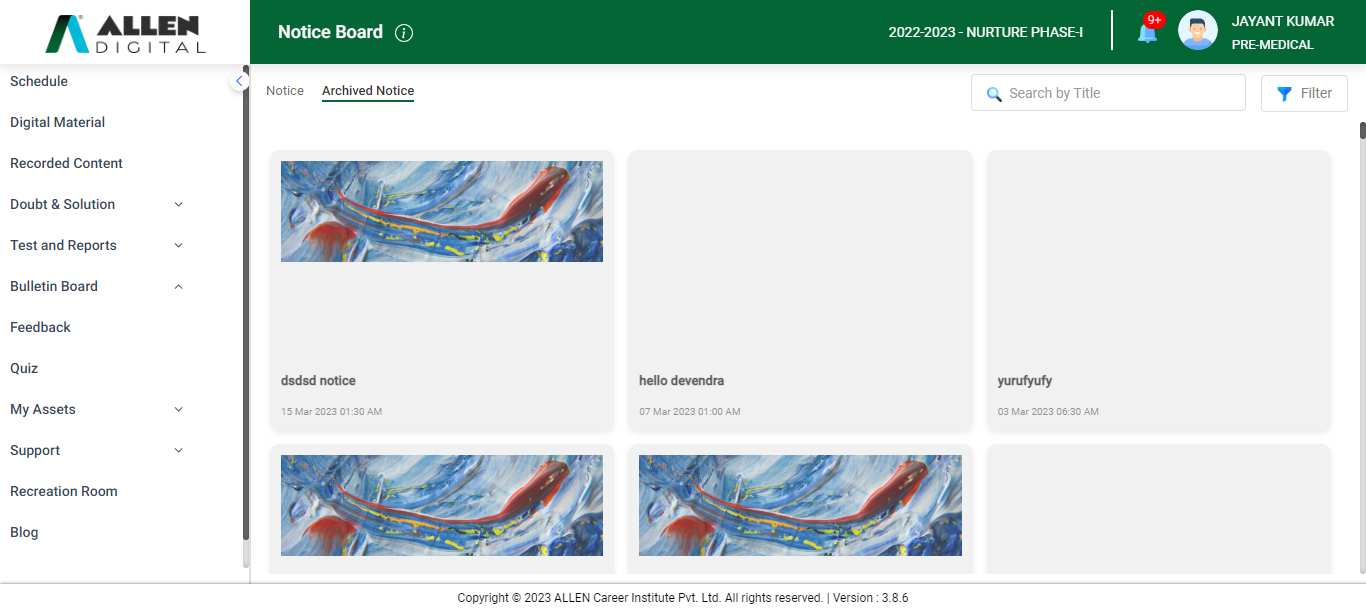 ALLEN
DIGITAL
Notice Board
2022-2023 - NURTURE PHASE-I
9+
JAYANT KUMAR
PRE-MEDICAL
Schedule
Digital Material
Recorded Content
Doubt & Solution
Test and Reports
Bulletin Board
Feedback
Quiz
My Assets
Support
Recreation Room
Blog
Notice
Archived Notice
Search by Title
Filter
dsdsd notice
15 Mar 2023 01:30 AM
hello devendra
07 Mar 2023 01:00 AM
yurufyufy
03 Mar 2023 06:30 AM
Copyright © 2023 ALLEN Career Institute Pvt. Ltd. All rights reserved. | Version : 3.8.6